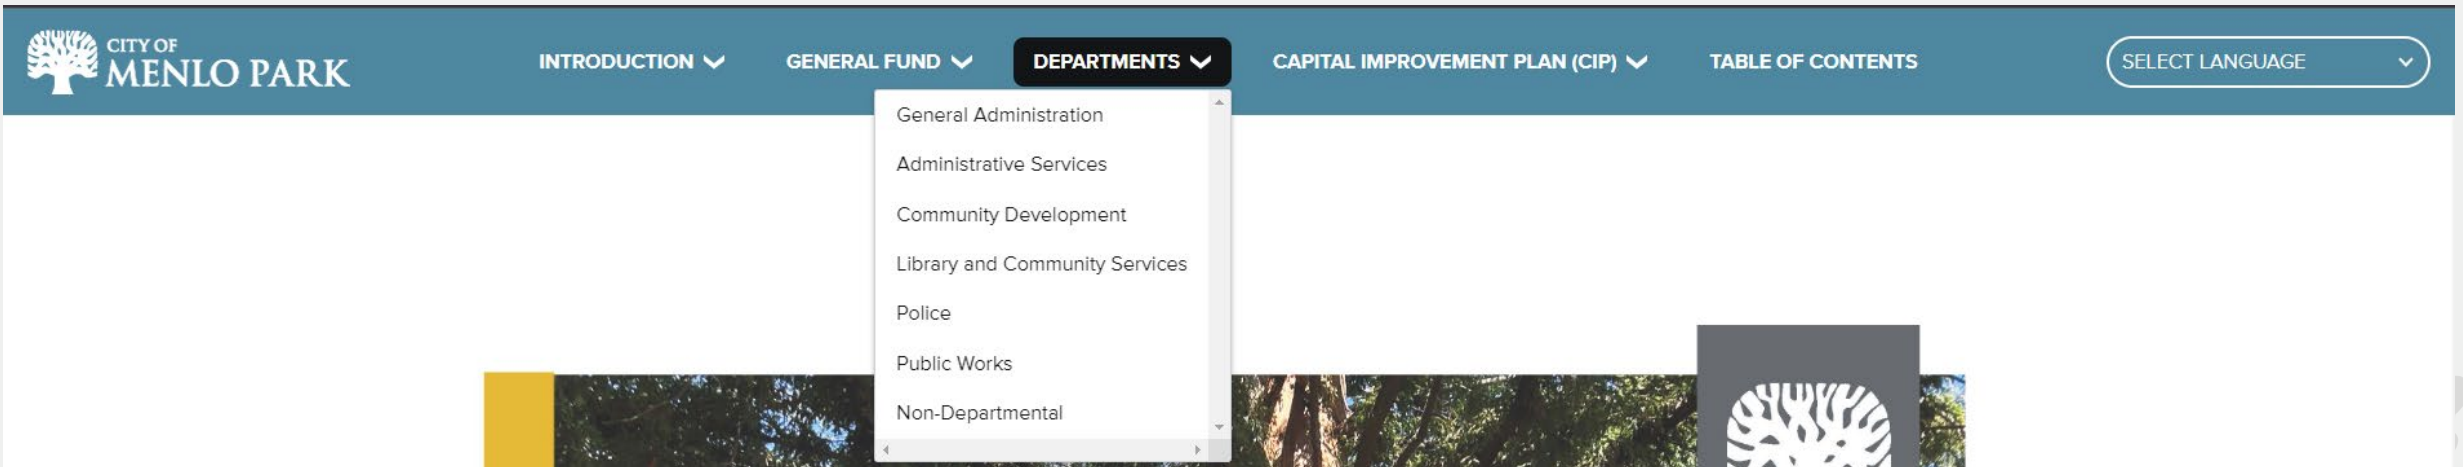 CITY OF
MENLO PARK
INTRODUCTION
GENERAL FUND
DEPARTMENTS
CAPITAL IMPROVEMENT PLAN (CIP)
TABLE OF CONTENTS
SELECT LANGUAGE
General Administration
Administrative Services
Community Development
Library and Community Services
Police
Public Works
Non-Departmental